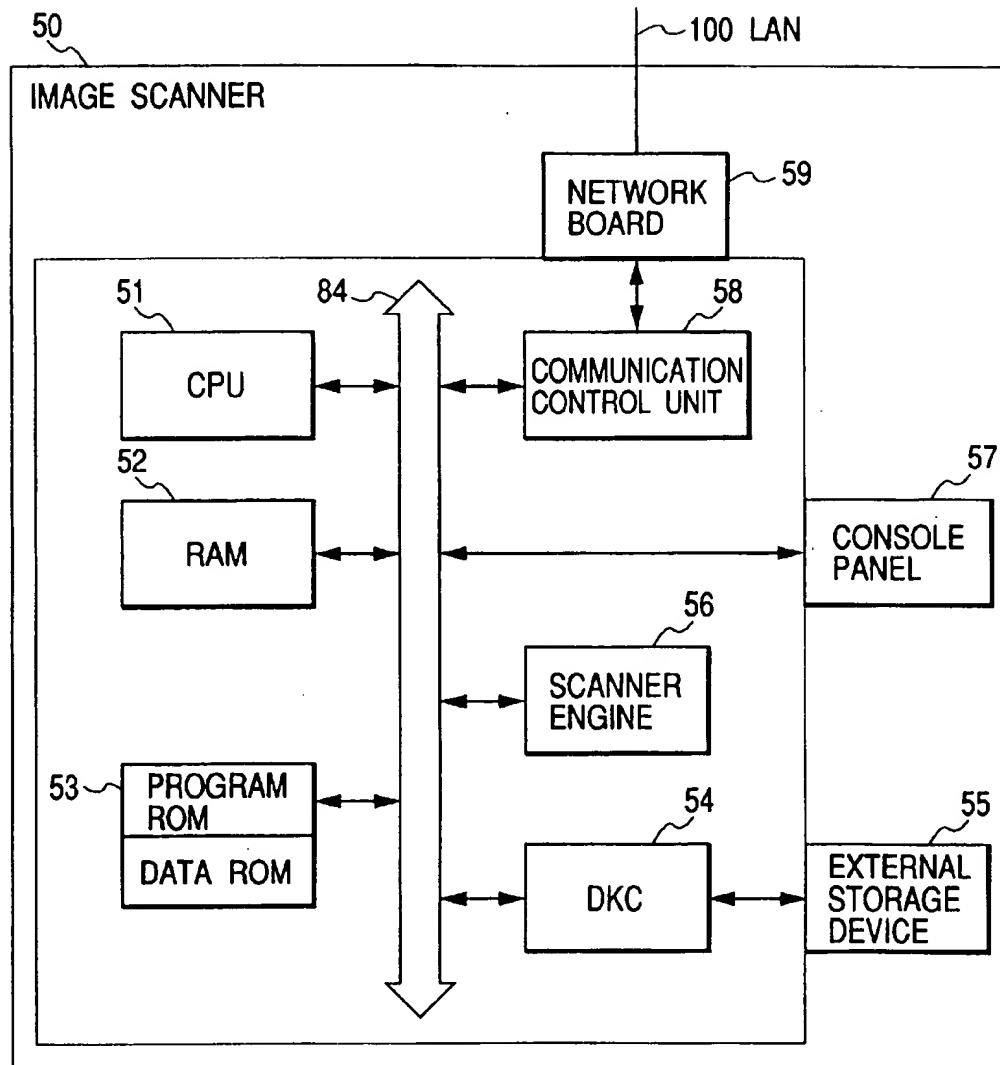 50
100 LAN
IMAGE SCANNER
59
NETWORK
BOARD
51
84
58
CPU
COMMUNICATION
CONTROL UNIT
52
57
RAM
CONSOLE
PANEL
56
SCANNER
ENGINE
53
PROGRAM
ROM
DATA ROM
54
DKC
55
EXTERNAL
STORAGE
DEVICE